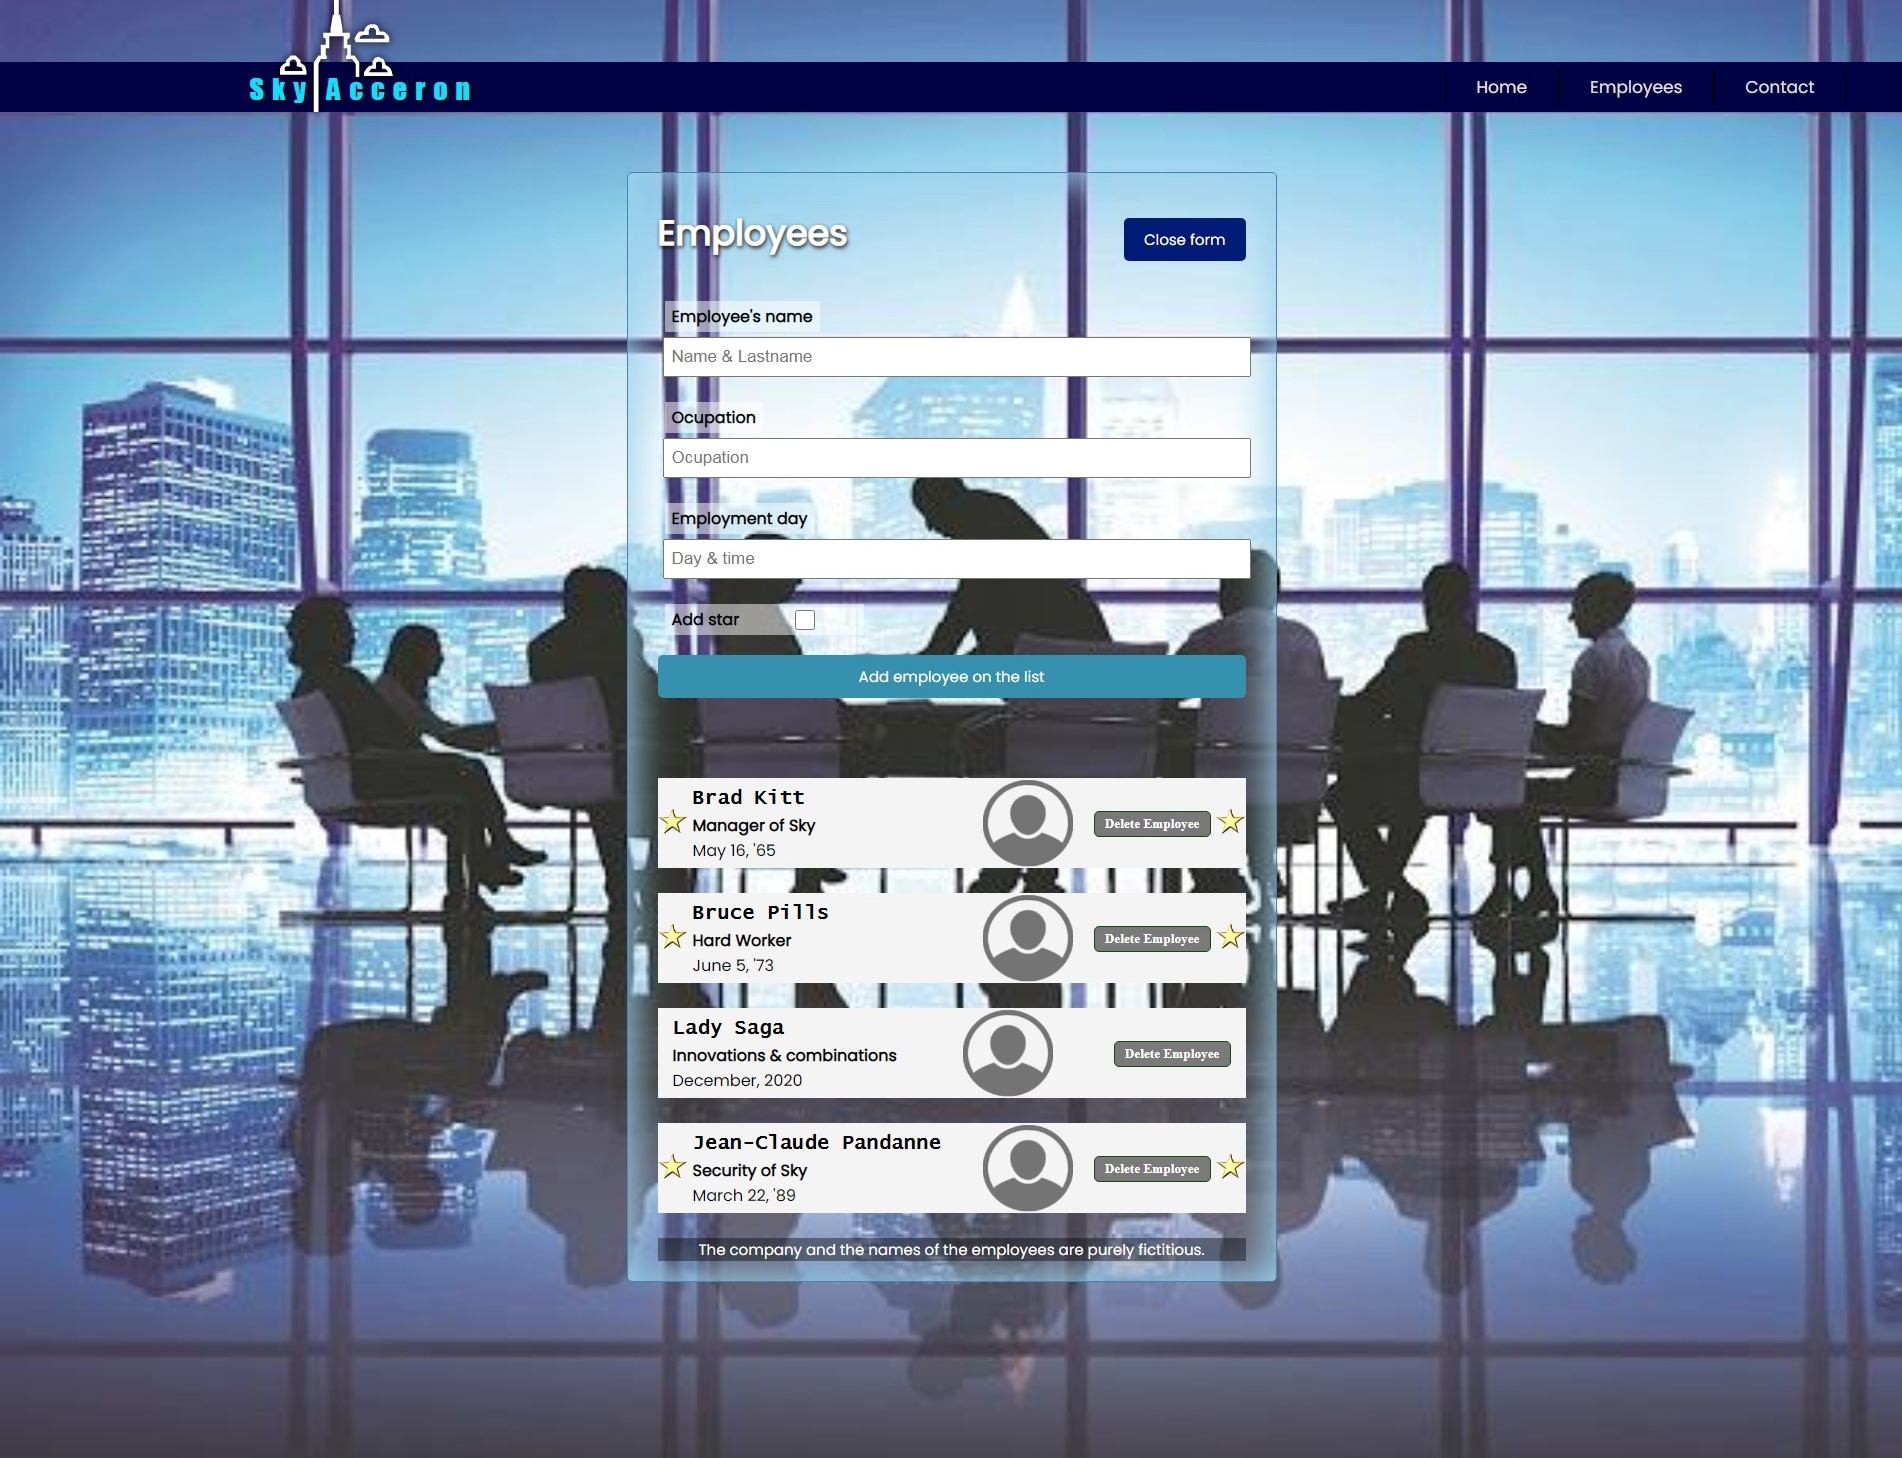 Sky Acceron
Home
Employees
Contact
Employees
Close form
Employee's name
Name & Lastname
Ocupation
Ocupation
Employment day
Day & time
Add star
Add employee on the list
Brad Kitt
Manager of Sky
May 16, '65
Delete Employee
Bruce Pills
Hard Worker
June 5, '73
Delete Employee
Lady Saga
Innovations & combinations
December, 2020
Delete Employee
Jean-Claude Pandanne
Security of Sky
March 22, '89
Delete Employee
The company and the names of the employees are purely fictitious.